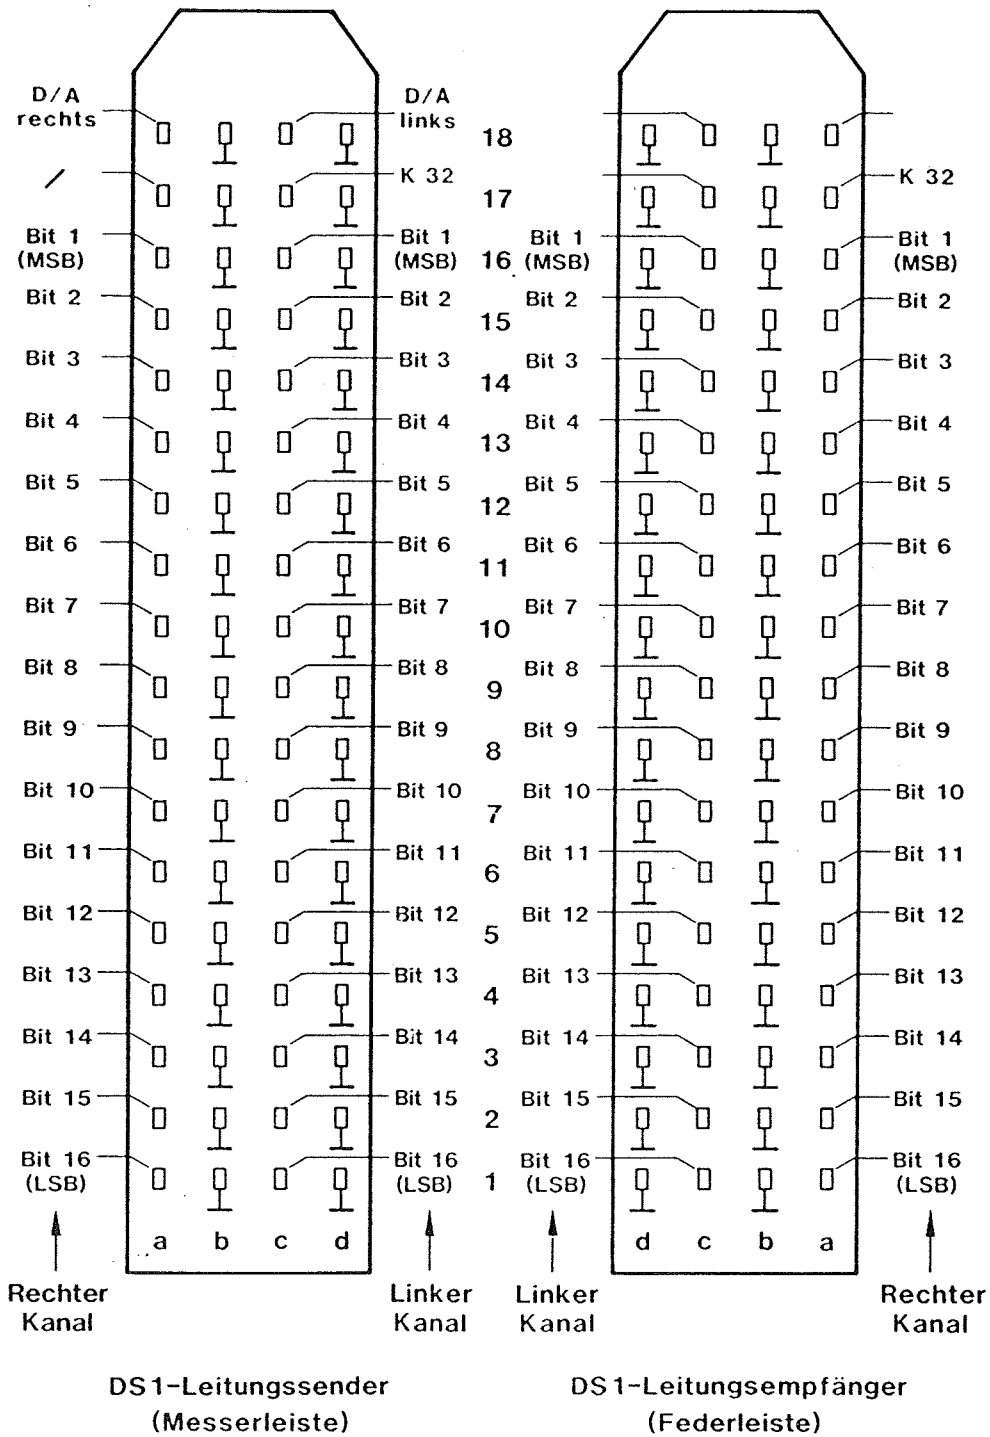 D/A rechts D/A links 18
/ K 32 17 K 32
Bit 1 (MSB) Bit 1 (MSB) 16 Bit 1 (MSB) Bit 1 (MSB)
Bit 2 Bit 2 15 Bit 2 Bit 2
Bit 3 Bit 3 14 Bit 3 Bit 3
Bit 4 Bit 4 13 Bit 4 Bit 4
Bit 5 Bit 5 12 Bit 5 Bit 5
Bit 6 Bit 6 11 Bit 6 Bit 6
Bit 7 Bit 7 10 Bit 7 Bit 7
Bit 8 Bit 8 9 Bit 8 Bit 8
Bit 9 Bit 9 8 Bit 9 Bit 9
Bit 10 Bit 10 7 Bit 10 Bit 10
Bit 11 Bit 11 6 Bit 11 Bit 11
Bit 12 Bit 12 5 Bit 12 Bit 12
Bit 13 Bit 13 4 Bit 13 Bit 13
Bit 14 Bit 14 3 Bit 14 Bit 14
Bit 15 Bit 15 2 Bit 15 Bit 15
Bit 16 (LSB) Bit 16 (LSB) 1 Bit 16 (LSB) Bit 16 (LSB)
a b c d d c b a
Rechter Kanal Linker Kanal Linker Kanal Rechter Kanal
DS1-Leitungssender
(Messerleiste)
DS1-Leitungsempfänger
(Federleiste)